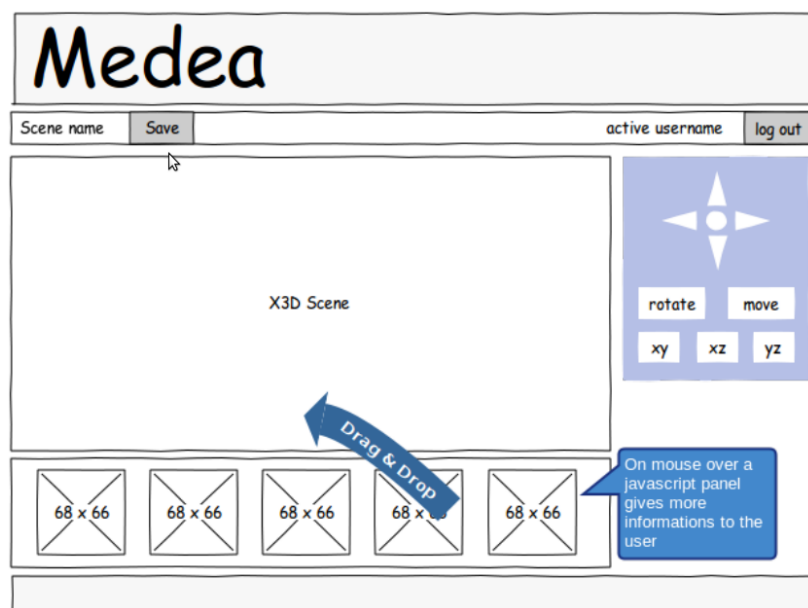 Medea
Scene name Save active username log out
X3D Scene
rotate move
xy xz yz
Drag & Drop
68 x 66 68 x 66 68 x 66 68 x 66
On mouse over a
javascript panel
gives more
informations to the
user